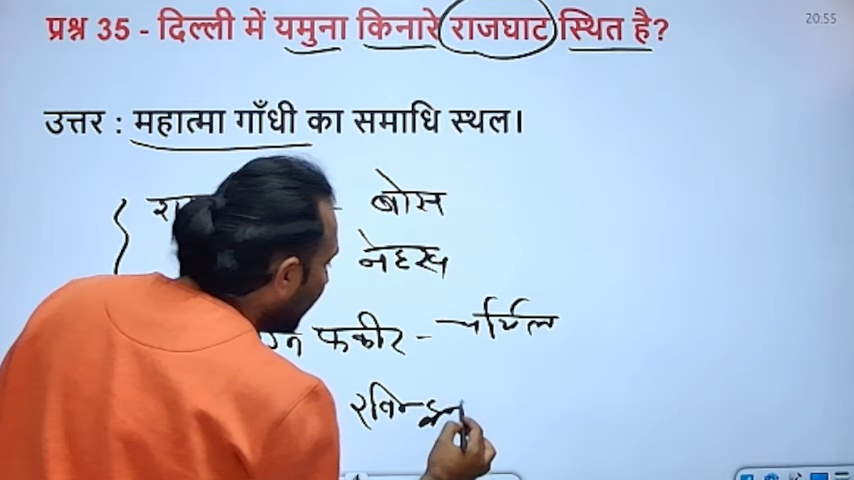 20:55
प्रश्न 35 - दिल्ली में यमुना किनारे राजघाट स्थित है?
उत्तर : महात्मा गाँधी का समाधि स्थल।
बोस
नेहरू
फकीर - चर्चिल